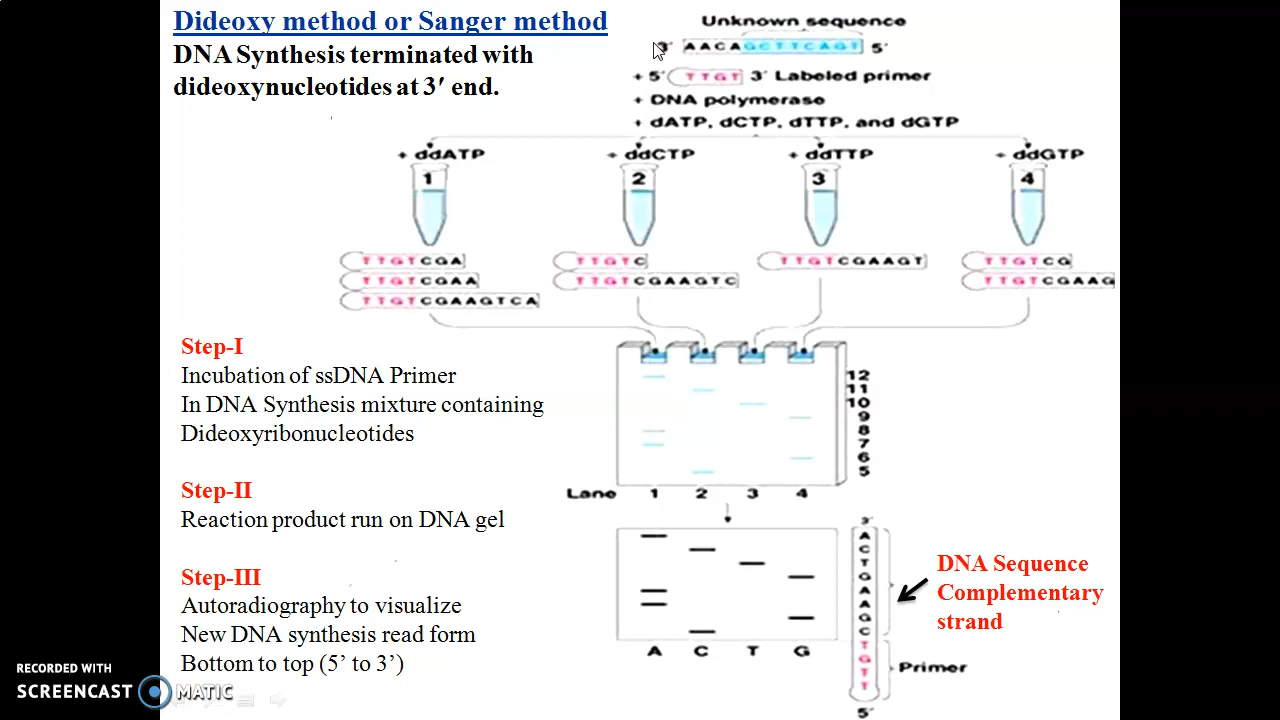 Dideoxy method or Sanger method
DNA Synthesis terminated with
dideoxynucleotides at 3′ end.
Unknown sequence
3′ AACAGCTTCAGT 5′
+ 5′ TTGT 3′ Labeled primer
+ DNA polymerase
+ dATP, dCTP, dTTP, and dGTP
+ ddATP + ddCTP + ddTTP + ddGTP
1 2 3 4
TTGTCGA TTGTC TTGTCGAAGT TTGTCG
TTGTCGAA TTGTCGAAGTC TTGTCGAAG
TTGTCGAAGTCA
Step-I
Incubation of ssDNA Primer
In DNA Synthesis mixture containing
Dideoxyribonucleotides
Step-II
Reaction product run on DNA gel
Step-III
Autoradiography to visualize
New DNA synthesis read form
Bottom to top (5’ to 3’)
12
11
10
9
8
7
6
5
Lane 1 2 3 4
A C T G
3′
A
C
T
G
A
A
G
C
T
G
T
T
5′
Primer
DNA Sequence
Complementary
strand
RECORDED WITH
SCREENCAST MATIC